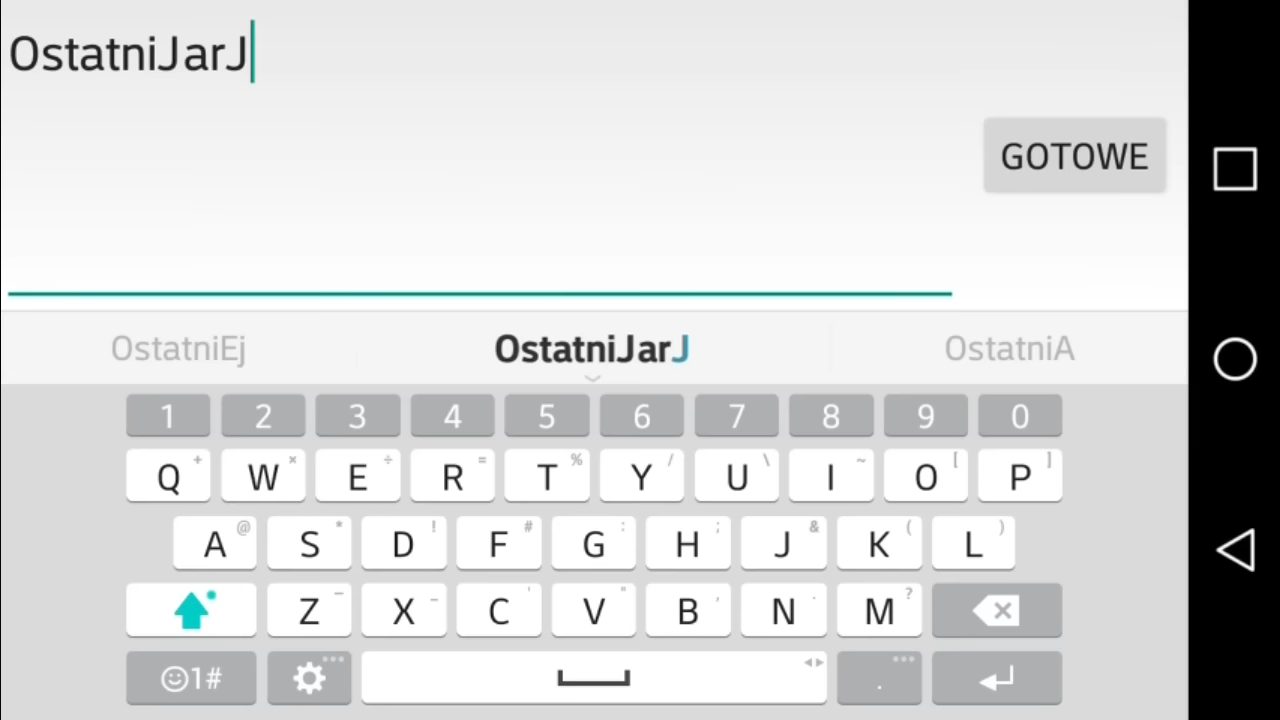 OstatniJarJ
GOTOWE
OstatniEj OstatniJarJ OstatniA
1 2 3 4 5 6 7 8 9 0
Q + W × E ÷ R = T % Y / U \ I ~ O [ P ]
A @ S * D ! F # G : H ; J & K ( L )
Z – X _ C ' V " B , N . M ?
1# .